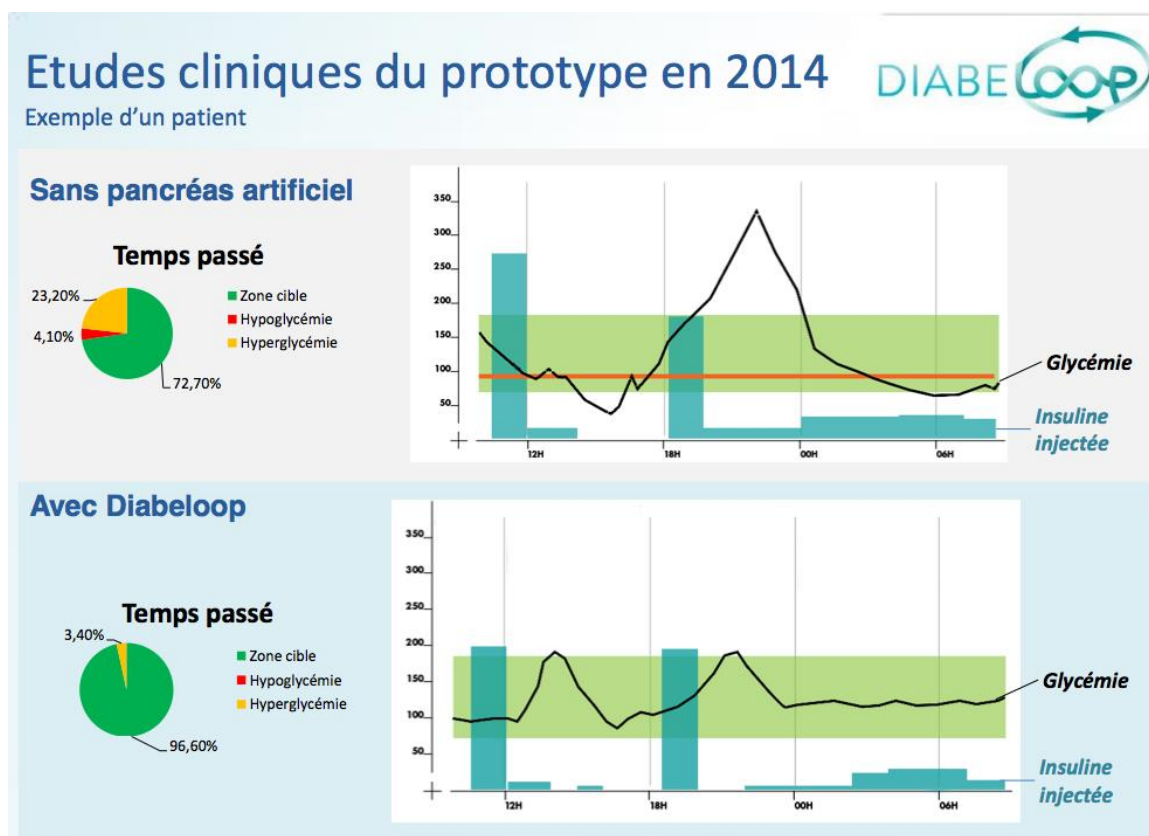 Etudes cliniques du prototype en 2014
Exemple d'un patient
DIABELOOP
Sans pancréas artificiel
Temps passé
23,20%
4,10%
72,70%
Zone cible
Hypoglycémie
Hyperglycémie
350
300
250
200
150
100
50
12H
18H
00H
06H
Glycémie
Insuline
injectée
Avec Diabeloop
Temps passé
3,40%
96,60%
Zone cible
Hypoglycémie
Hyperglycémie
350
300
250
200
150
100
50
12H
18H
00H
06H
Glycémie
Insuline
injectée